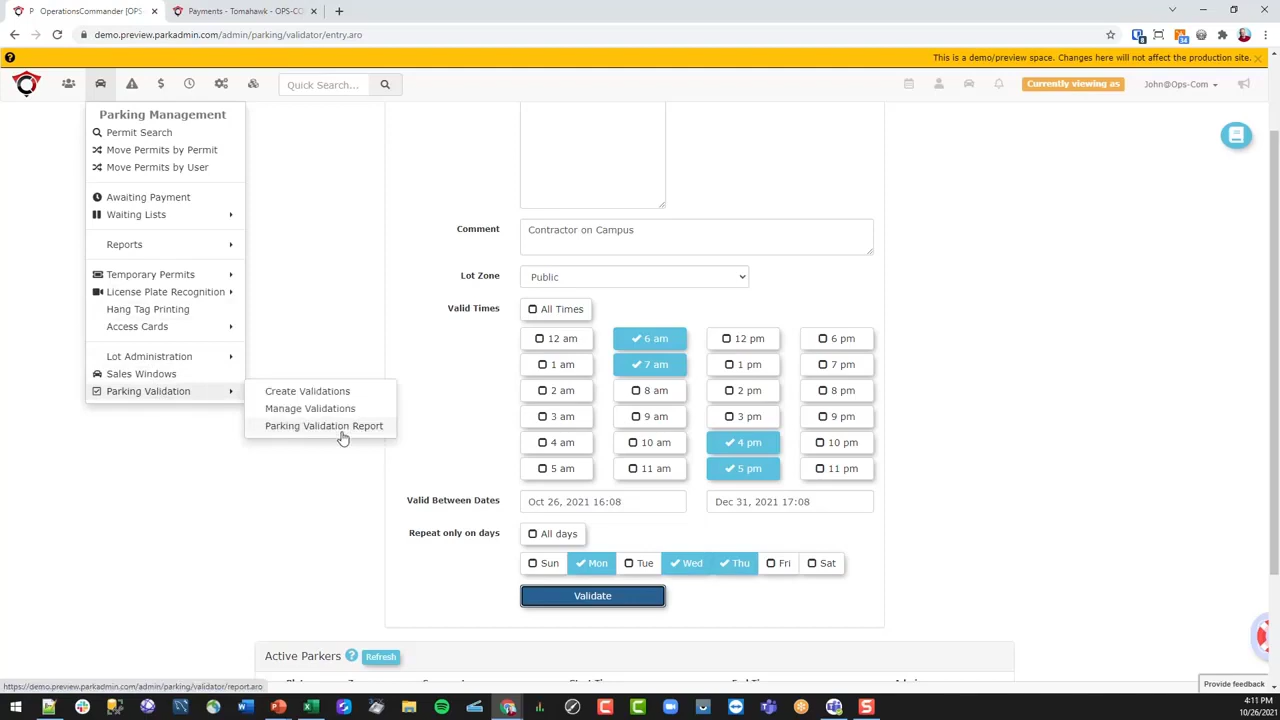 P OperationsCommander [OPS-
Payments - Tomahawk - OPS-CO
demo.preview.parkadmin.com/admin/parking/validator/entry.aro
This is a demo/preview space. Changes here will not affect the production site.
Quick Search...
Currently viewing as
John@Ops-Com
Parking Management
Permit Search
Move Permits by Permit
Move Permits by User
Awaiting Payment
Waiting Lists
Reports
Temporary Permits
License Plate Recognition
Hang Tag Printing
Access Cards
Lot Administration
Sales Windows
Parking Validation
Create Validations
Manage Validations
Parking Validation Report
Comment
Contractor on Campus
Lot Zone
Public
Valid Times
All Times
12 am 6 am 12 pm 6 pm
1 am 7 am 1 pm 7 pm
2 am 8 am 2 pm 8 pm
3 am 9 am 3 pm 9 pm
4 am 10 am 4 pm 10 pm
5 am 11 am 5 pm 11 pm
Valid Between Dates
Oct 26, 2021 16:08
Dec 31, 2021 17:08
Repeat only on days
All days
Sun Mon Tue Wed Thu Fri Sat
Validate
Active Parkers
Refresh
https://demo.preview.parkadmin.com/admin/parking/validator/report.aro
Provide feedback
4:11 PM
10/26/2021